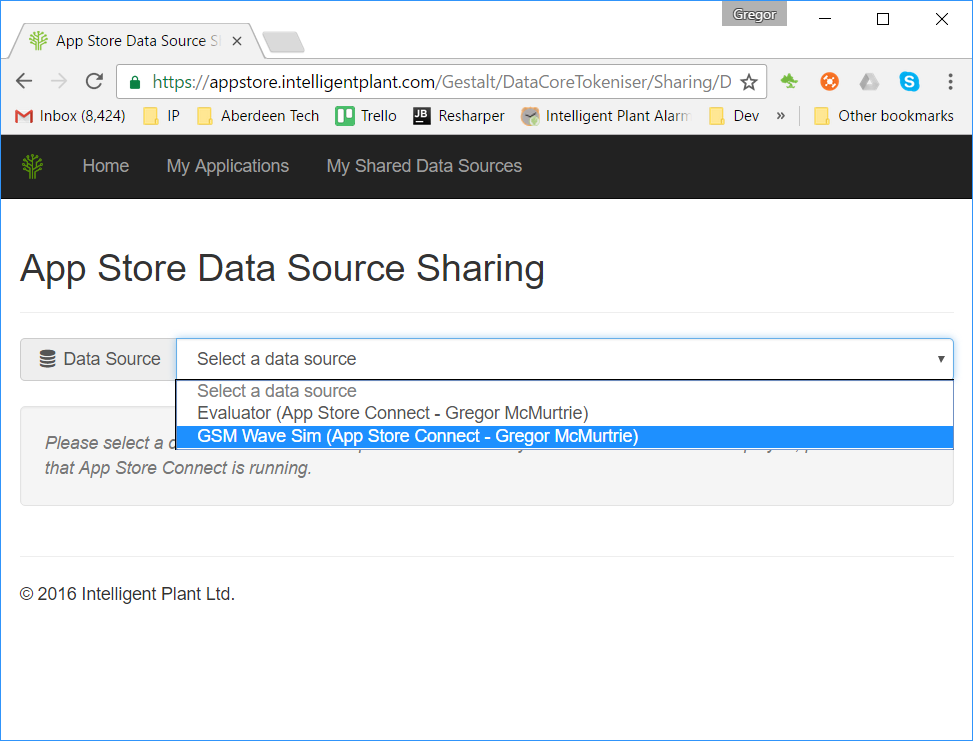 Gregor
App Store Data Source
https://appstore.intelligentplant.com/Gestalt/DataCoreTokeniser/Sharing/D
Inbox (8,424) IP Aberdeen Tech Trello JB Resharper Intelligent Plant Alarm Dev » Other bookmarks
Home My Applications My Shared Data Sources
App Store Data Source Sharing
Data Source Select a data source
Select a data source
Evaluator (App Store Connect - Gregor McMurtrie)
GSM Wave Sim (App Store Connect - Gregor McMurtrie)
Please select a
that App Store Connect is running.
© 2016 Intelligent Plant Ltd.